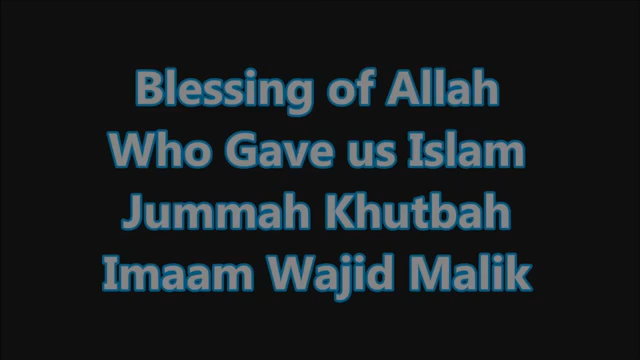 Blessing of Allah
Who Gave us Islam
Jummah Khutbah
Imaam Wajid Malik